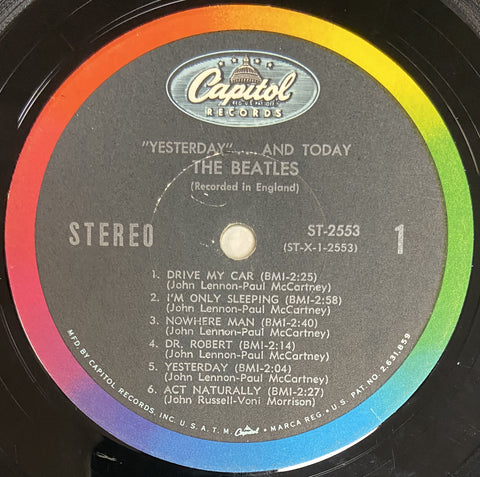 Capitol
RECORDS
"YESTERDAY" . . . AND TODAY
THE BEATLES
(Recorded in England)
STEREO
ST-2553
(ST-X-1-2553)
1
1. DRIVE MY CAR (BMI-2:25)
(John Lennon-Paul McCartney)
2. I'M ONLY SLEEPING (BMI-2:58)
(John Lennon-Paul McCartney)
3. NOWHERE MAN (BMI-2:40)
(John Lennon-Paul McCartney)
4. DR. ROBERT (BMI-2:14)
(John Lennon-Paul McCartney)
5. YESTERDAY (BMI-2:04)
(John Lennon-Paul McCartney)
6. ACT NATURALLY (BMI-2:27)
(John Russell-Voni Morrison)
MFD. BY CAPITOL RECORDS, INC. U. S. A. T. M. Capitol • MARCA REG. • U. S. PAT. NO. 2,631,859